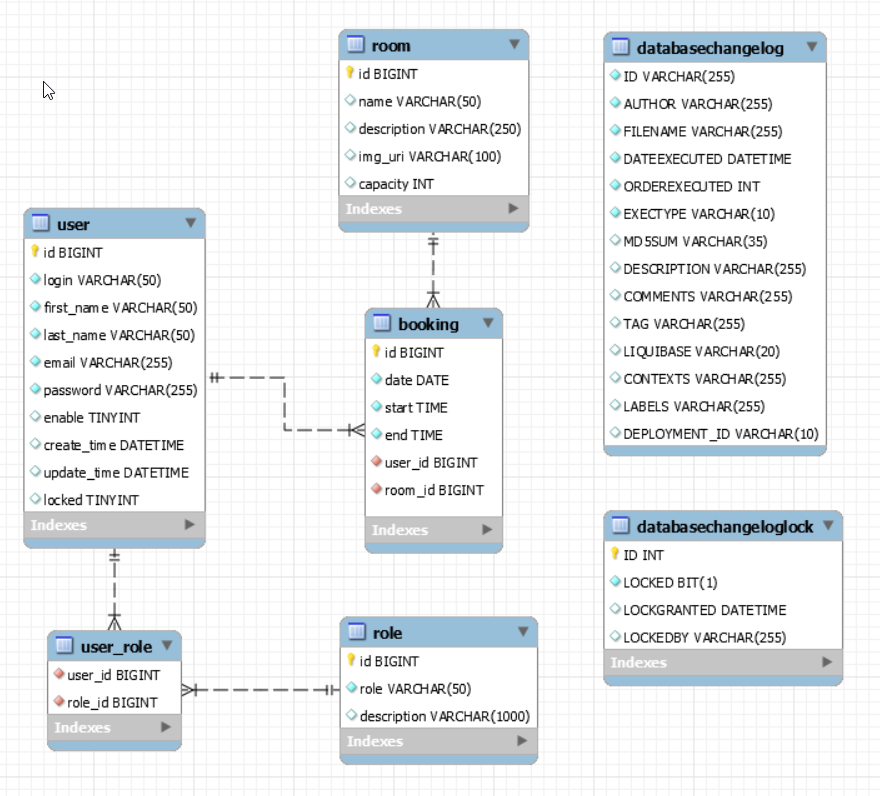 room
id BIGINT
name VARCHAR(50)
description VARCHAR(250)
img_uri VARCHAR(100)
capacity INT
Indexes
databasechangelog
ID VARCHAR(255)
AUTHOR VARCHAR(255)
FILENAME VARCHAR(255)
DATEEXECUTED DATETIME
ORDEREXECUTED INT
EXECTYPE VARCHAR(10)
MD5SUM VARCHAR(35)
DESCRIPTION VARCHAR(255)
COMMENTS VARCHAR(255)
TAG VARCHAR(255)
LIQUIBASE VARCHAR(20)
CONTEXTS VARCHAR(255)
LABELS VARCHAR(255)
DEPLOYMENT_ID VARCHAR(10)
user
id BIGINT
login VARCHAR(50)
first_name VARCHAR(50)
last_name VARCHAR(50)
email VARCHAR(255)
password VARCHAR(255)
enable TINYINT
create_time DATETIME
update_time DATETIME
locked TINYINT
Indexes
booking
id BIGINT
date DATE
start TIME
end TIME
user_id BIGINT
room_id BIGINT
Indexes
databasechangeloglock
ID INT
LOCKED BIT(1)
LOCKGRANTED DATETIME
LOCKEDBY VARCHAR(255)
Indexes
user_role
user_id BIGINT
role_id BIGINT
Indexes
role
id BIGINT
role VARCHAR(50)
description VARCHAR(1000)
Indexes